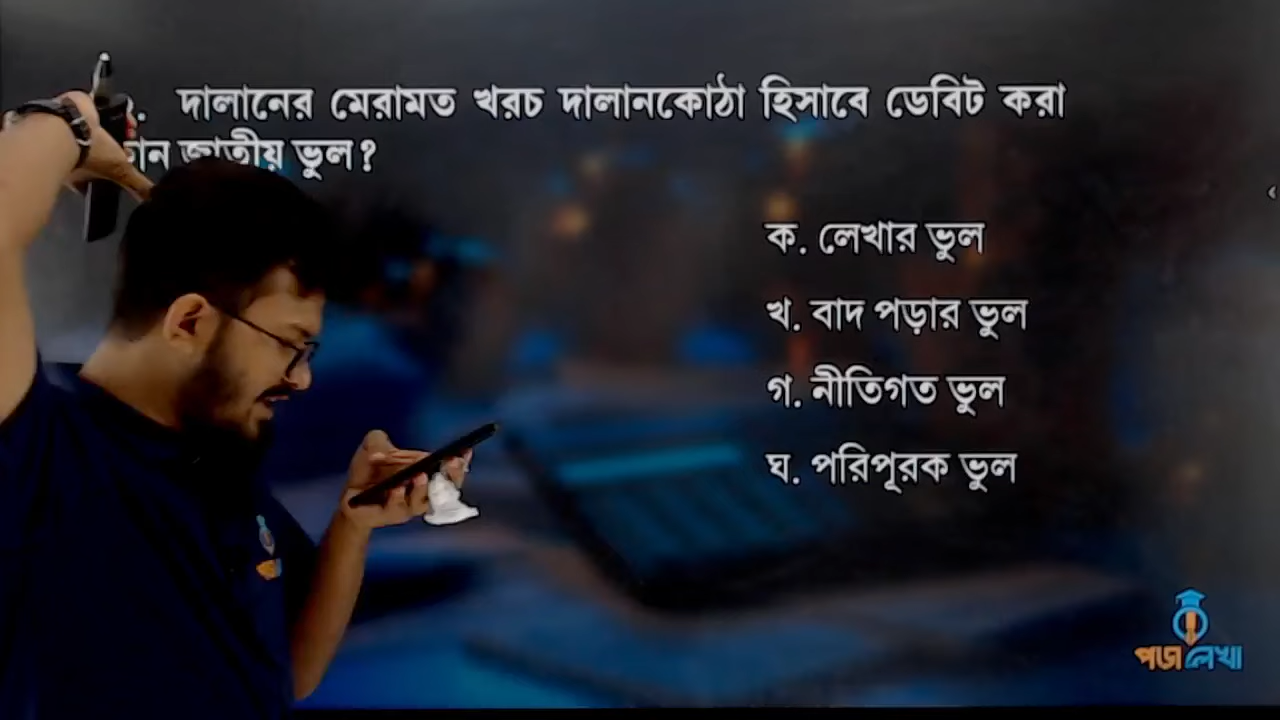 দালানের মেরামত খরচ দালানকোঠা হিসাবে ডেবিট করা
জাতীয় ভুল?
ক. লেখার ভুল
খ. বাদ পড়ার ভুল
গ. নীতিগত ভুল
ঘ. পরিপূরক ভুল
পড়ালেখা